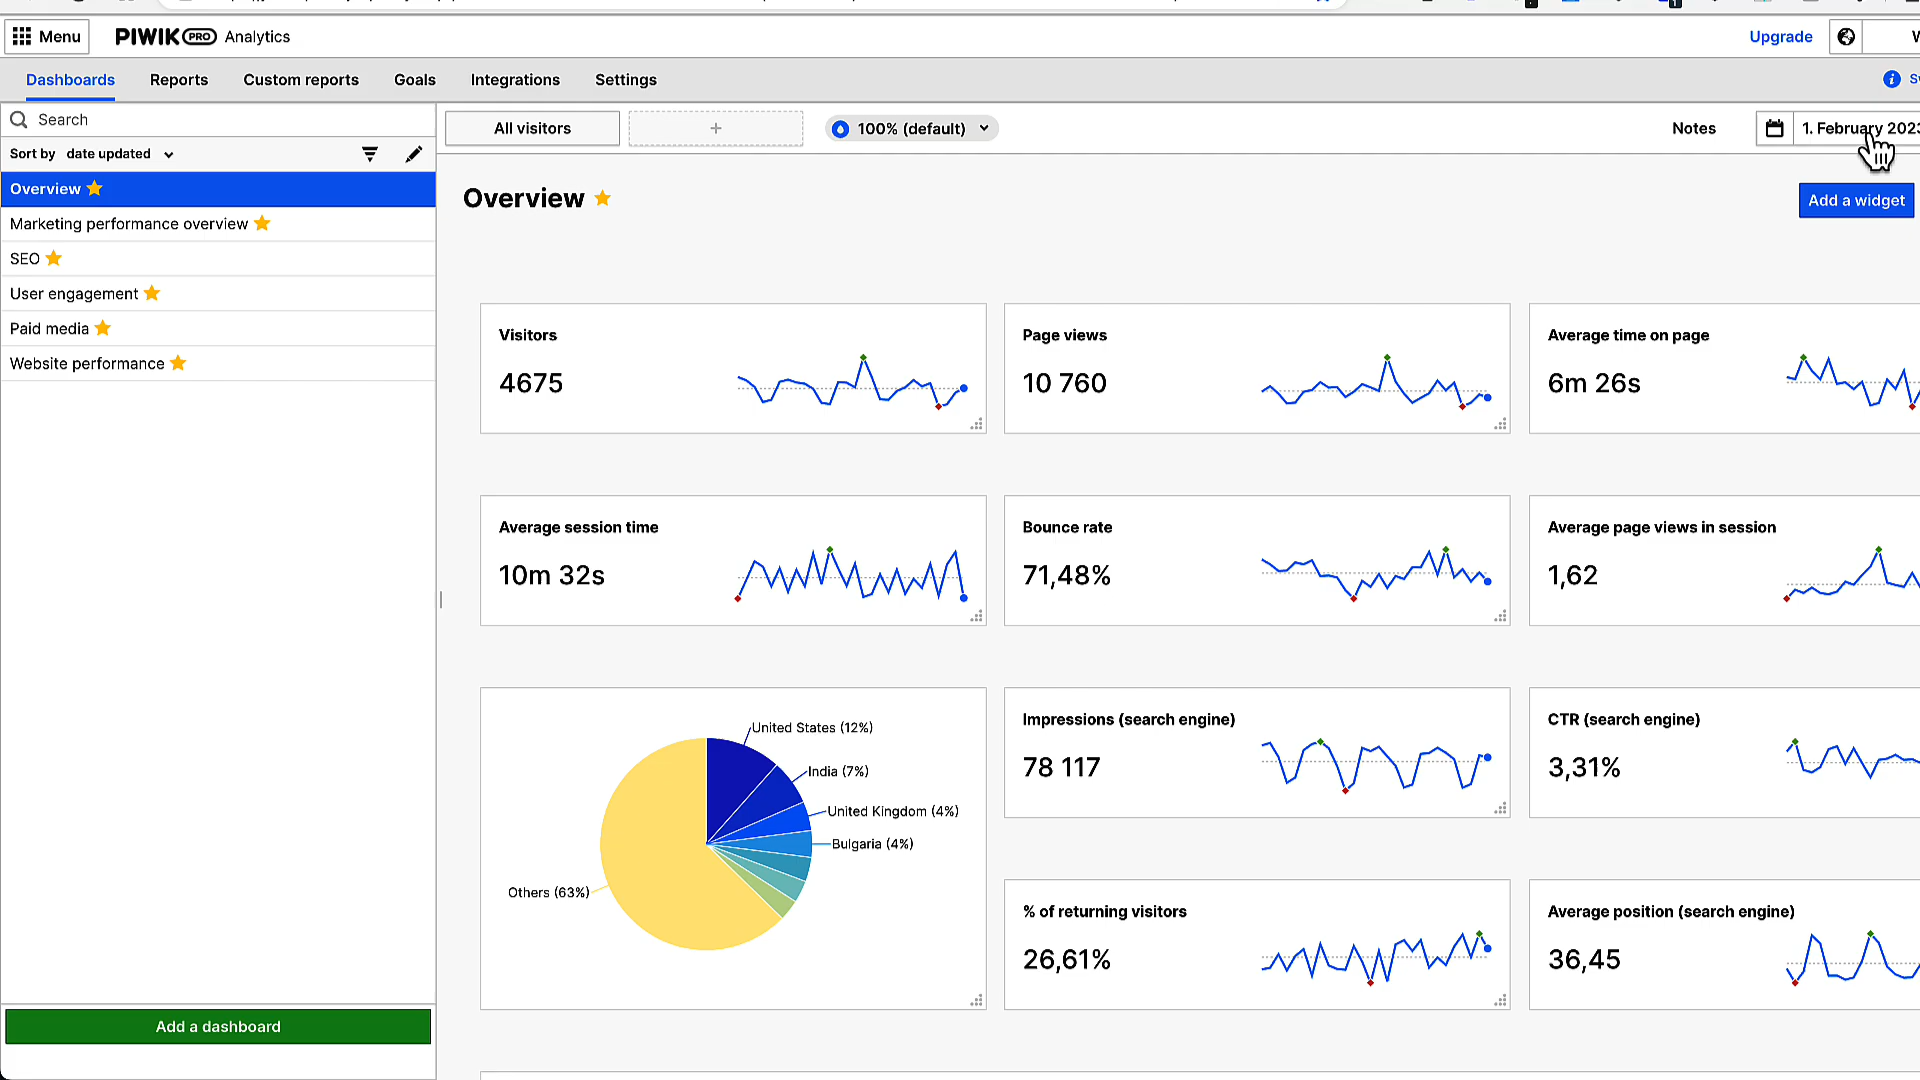 Menu PIWIK PRO Analytics Upgrade
Dashboards Reports Custom reports Goals Integrations Settings
Search
All visitors + 100% (default) Notes 1. February 2023
Sort by date updated
Overview
Marketing performance overview
SEO
User engagement
Paid media
Website performance
Add a dashboard
Overview
Add a widget
Visitors
4675
Page views
10 760
Average time on page
6m 26s
Average session time
10m 32s
Bounce rate
71,48%
Average page views in session
1,62
United States (12%)
India (7%)
United Kingdom (4%)
Bulgaria (4%)
Others (63%)
Impressions (search engine)
78 117
CTR (search engine)
3,31%
% of returning visitors
26,61%
Average position (search engine)
36,45